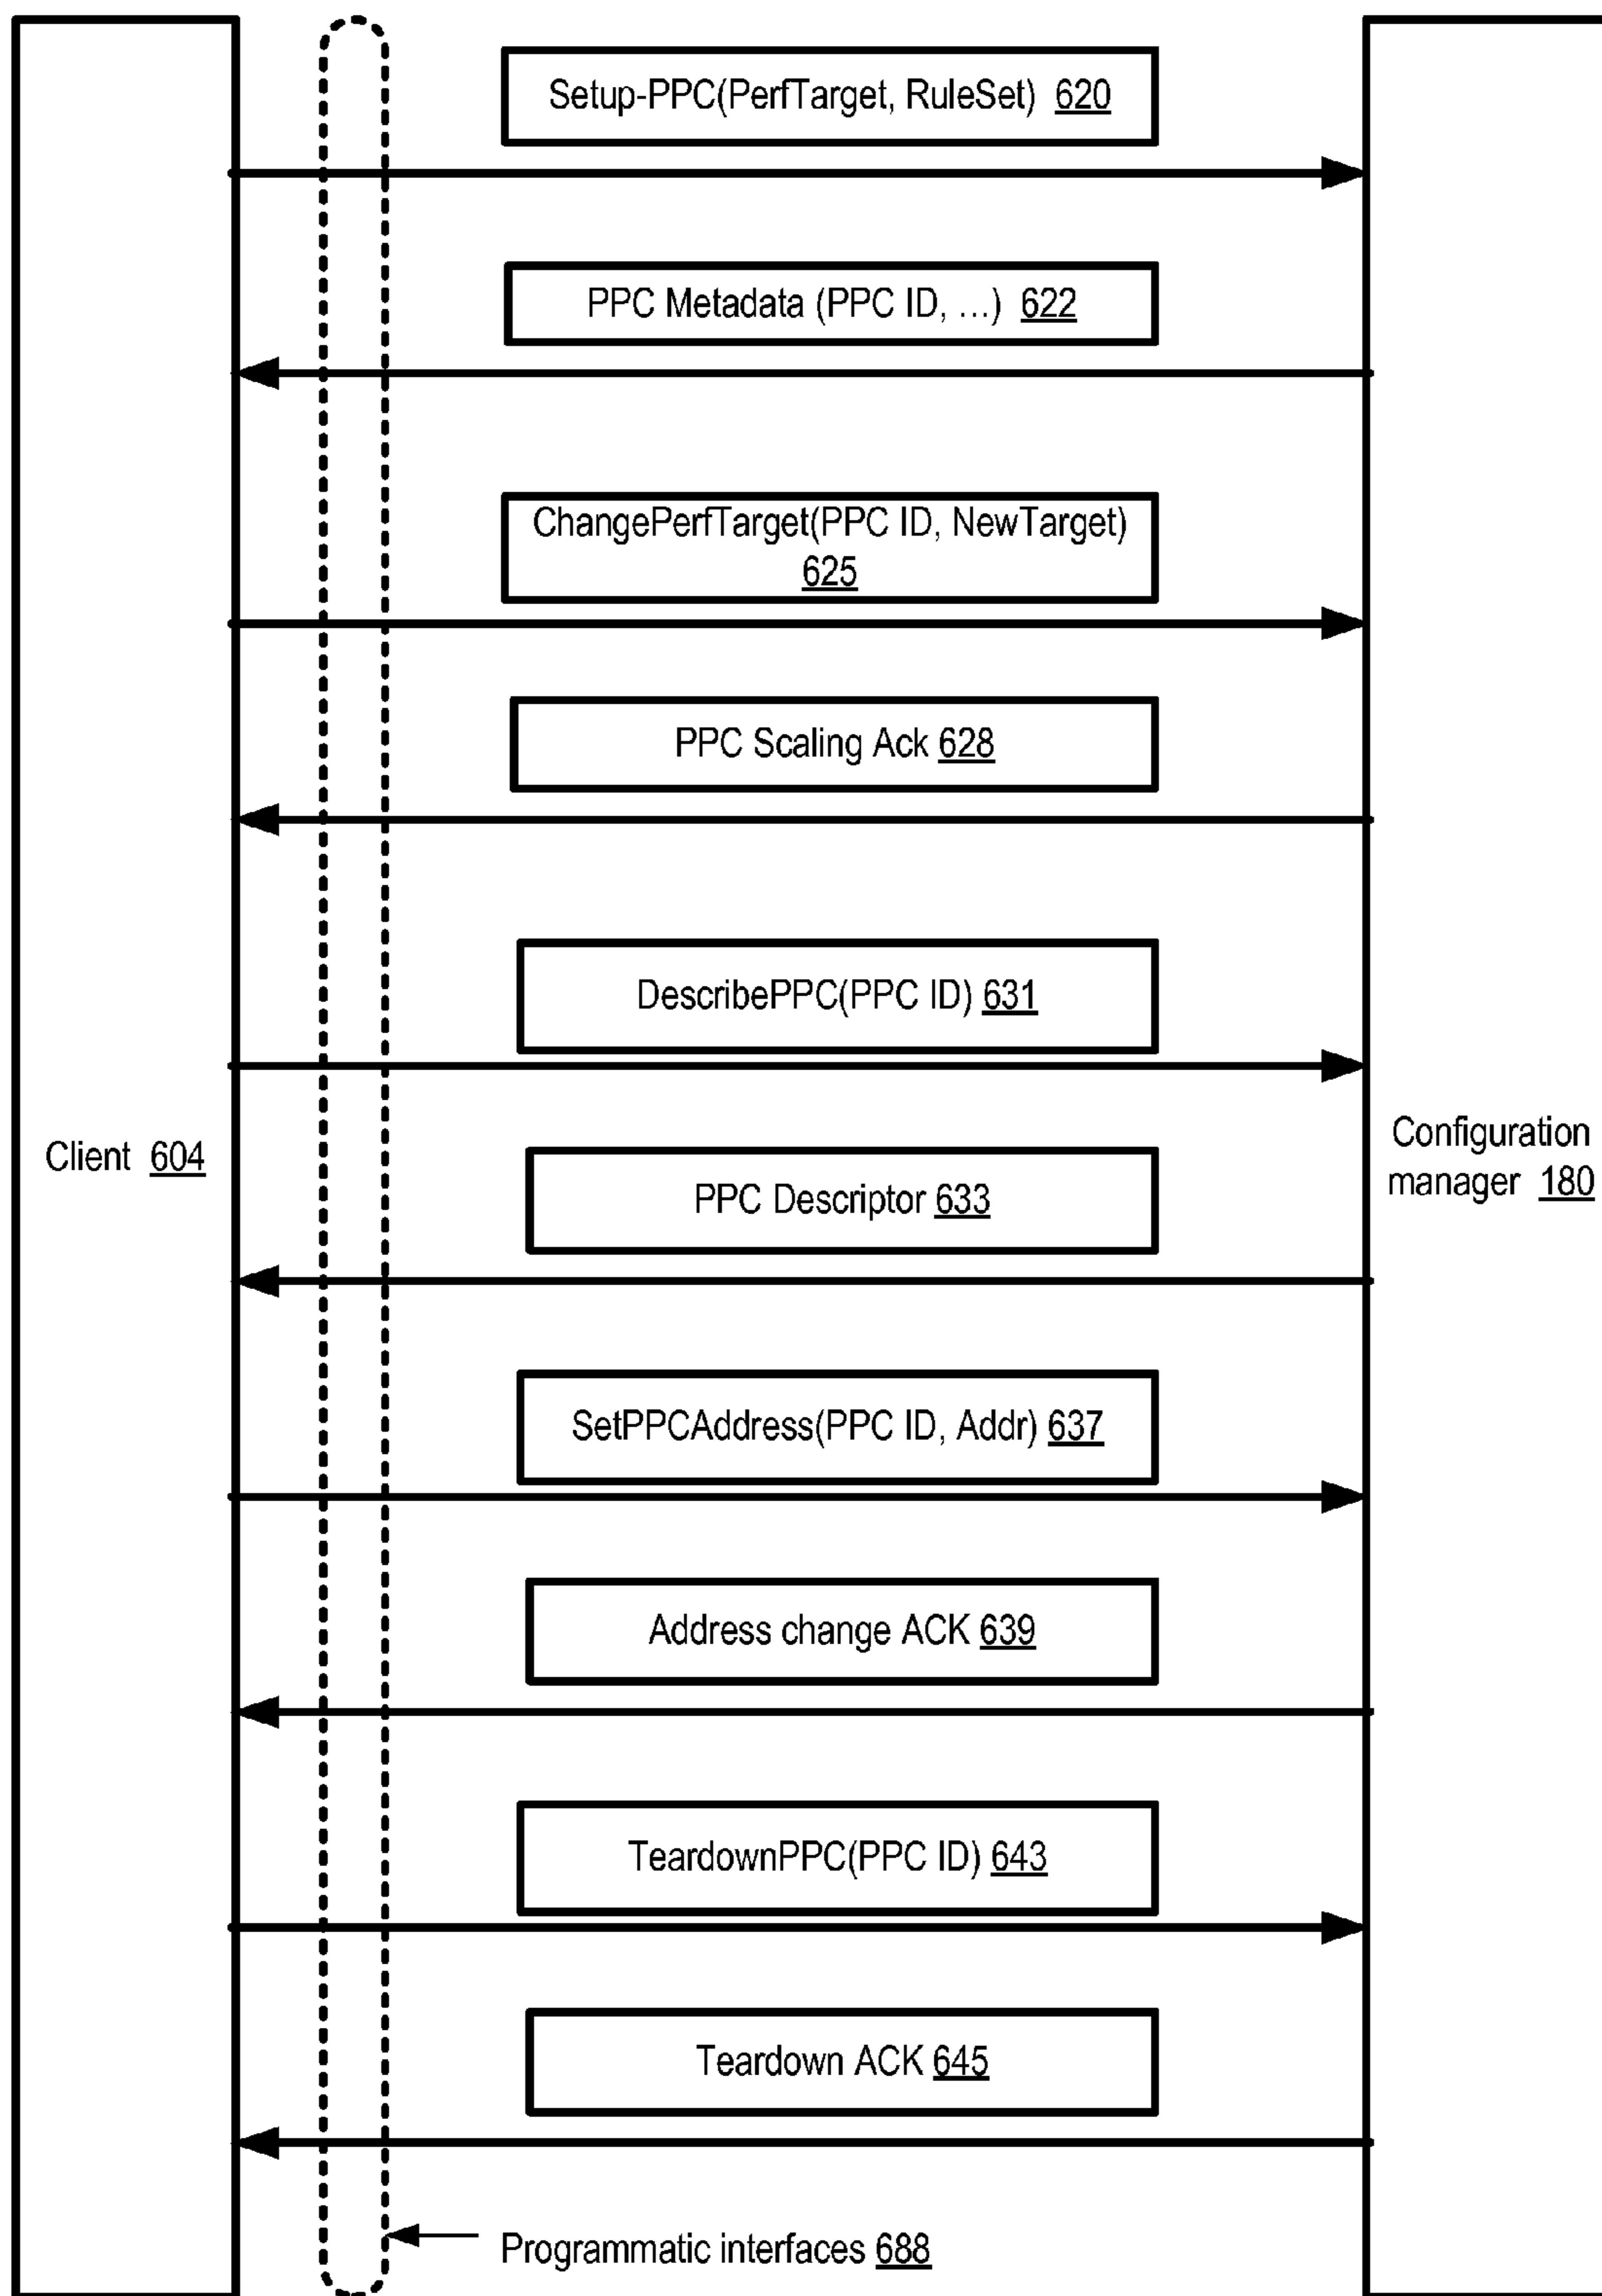 Setup-PPC(PerfTarget, RuleSet) 620
PPC Metadata (PPC ID, …) 622
ChangePerfTarget(PPC ID, NewTarget)
625
PPC Scaling Ack 628
DescribePPC(PPC ID) 631
Client 604
Configuration
manager 180
PPC Descriptor 633
SetPPCAddress(PPC ID, Addr) 637
Address change ACK 639
TeardownPPC(PPC ID) 643
Teardown ACK 645
Programmatic interfaces 688